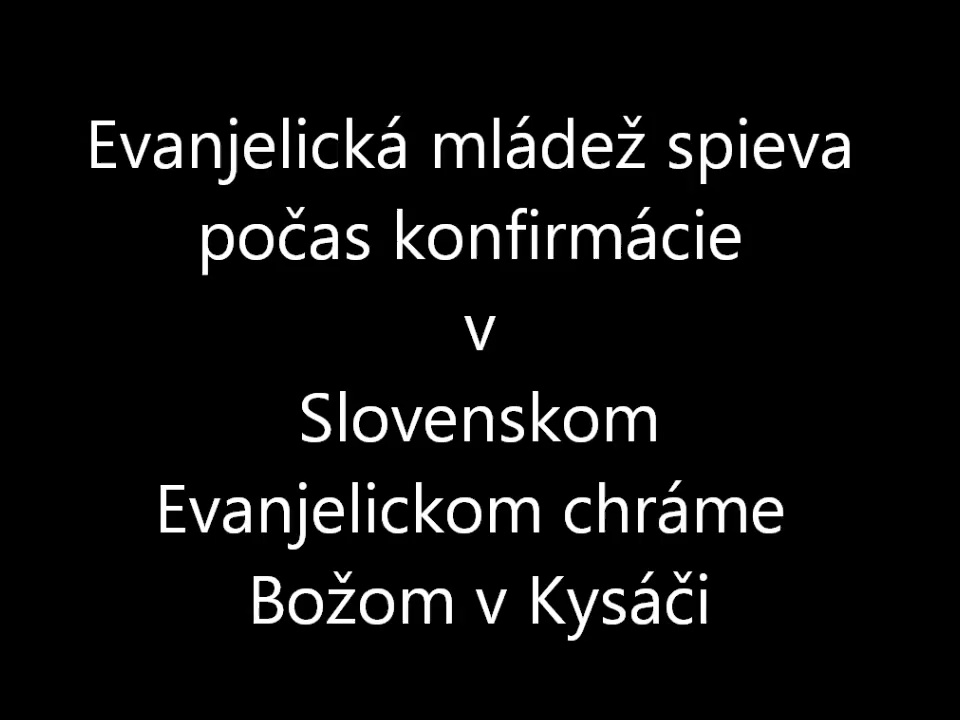 Evanjelická mládež spieva
počas konfirmácie
v
Slovenskom
Evanjelickom chráme
Božom v Kysáči